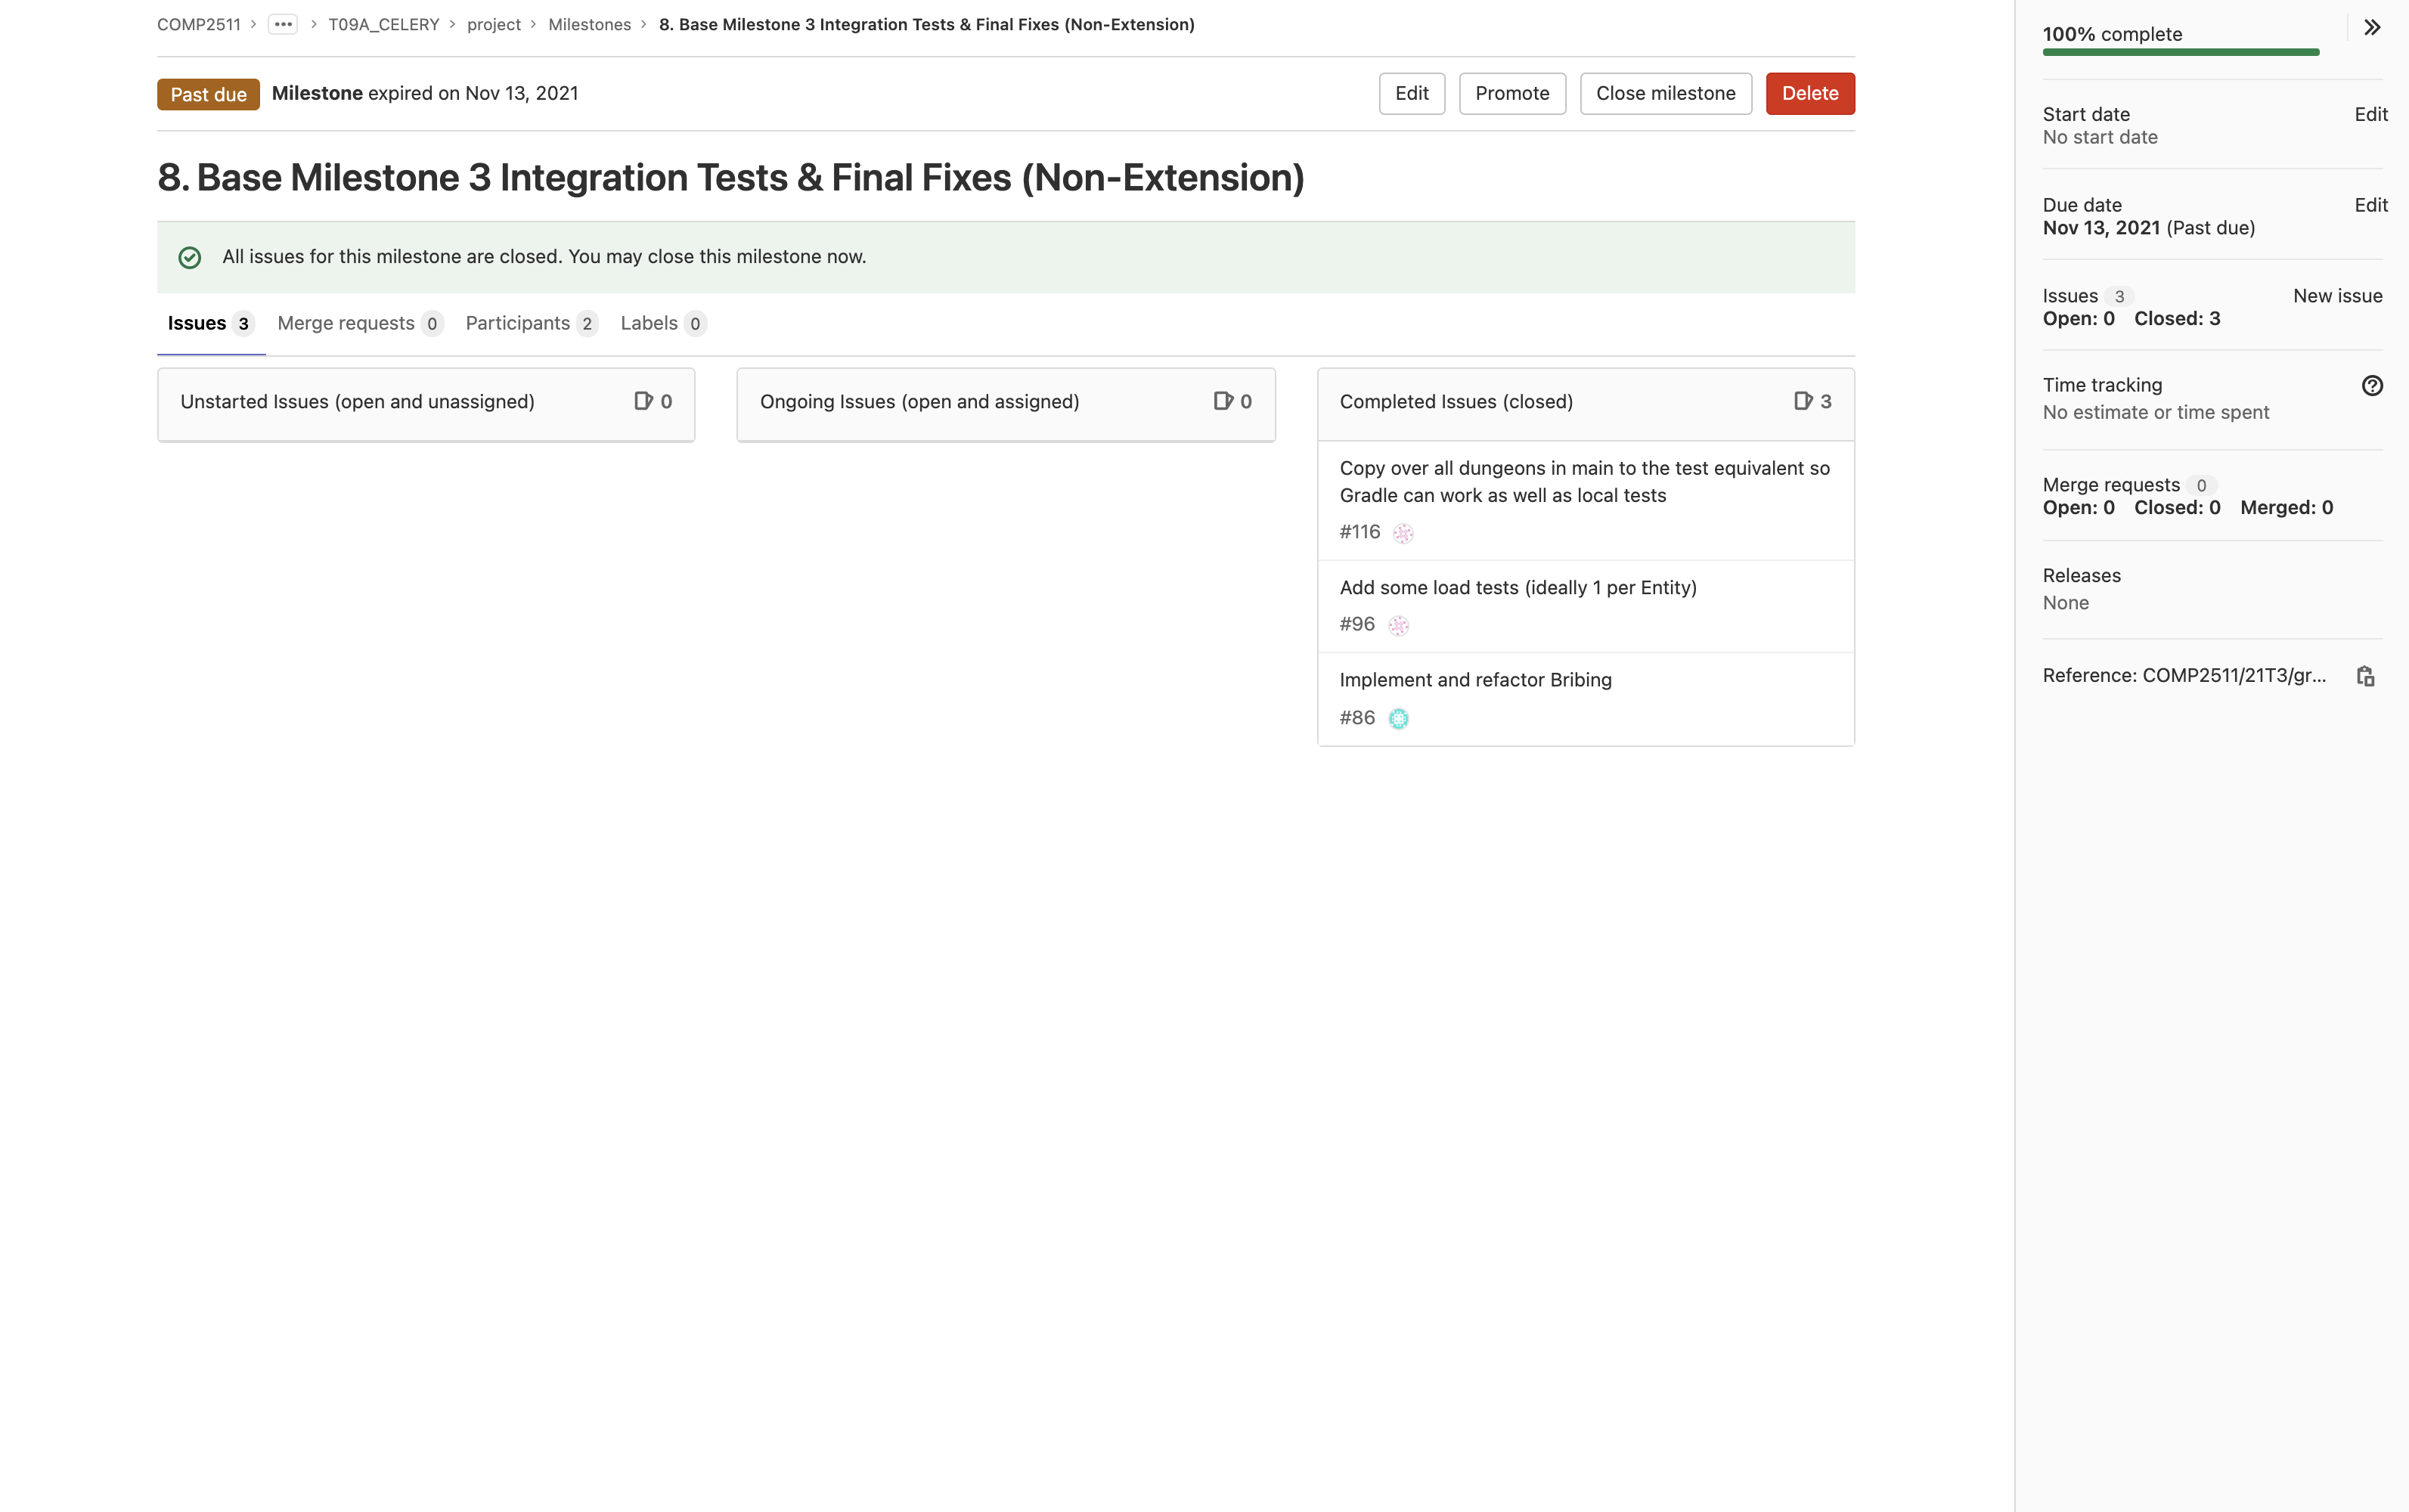 COMP2511 > ••• > T09A_CELERY > project > Milestones > 8. Base Milestone 3 Integration Tests & Final Fixes (Non-Extension)
Past due Milestone expired on Nov 13, 2021
Edit Promote Close milestone Delete
8. Base Milestone 3 Integration Tests & Final Fixes (Non-Extension)
All issues for this milestone are closed. You may close this milestone now.
Issues 3 Merge requests 0 Participants 2 Labels 0
Unstarted Issues (open and unassigned) 0
Ongoing Issues (open and assigned) 0
Completed Issues (closed) 3
Copy over all dungeons in main to the test equivalent so
Gradle can work as well as local tests
#116
Add some load tests (ideally 1 per Entity)
#96
Implement and refactor Bribing
#86
100% complete
Start date Edit
No start date
Due date Edit
Nov 13, 2021 (Past due)
Issues 3 New issue
Open: 0 Closed: 3
Time tracking
No estimate or time spent
Merge requests 0
Open: 0 Closed: 0 Merged: 0
Releases
None
Reference: COMP2511/21T3/gr...